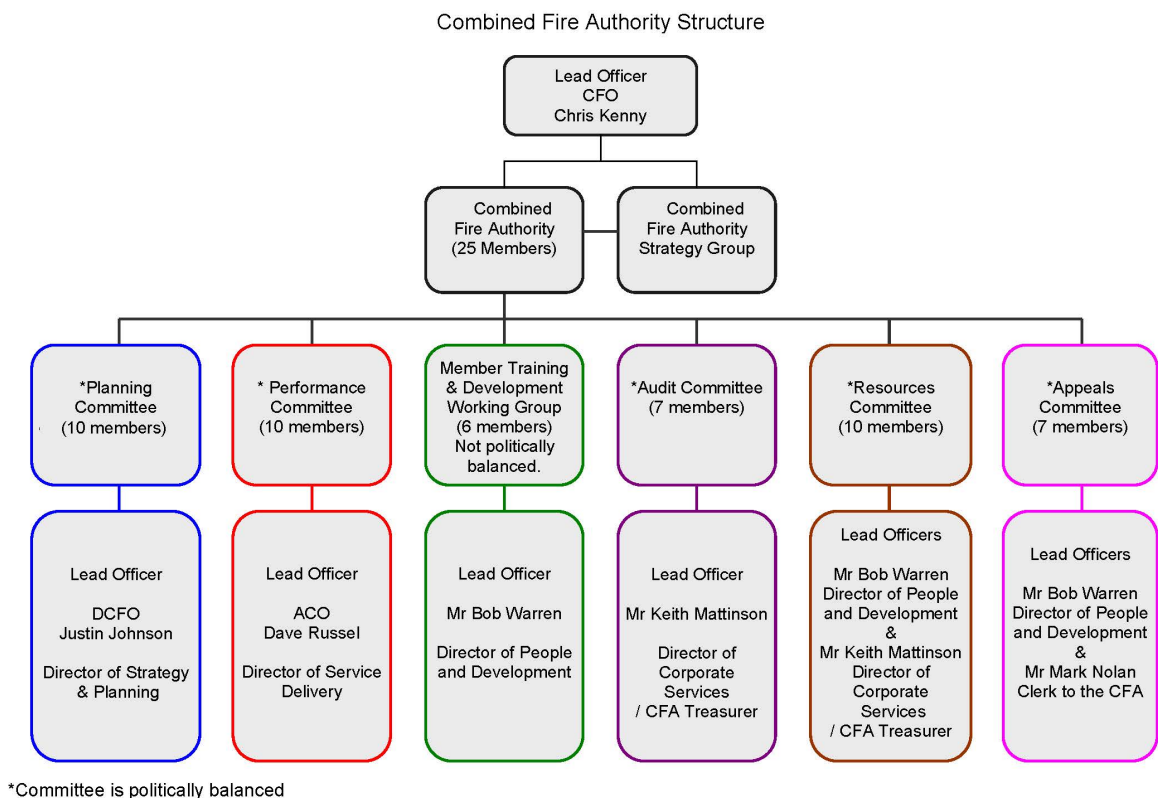 Combined Fire Authority Structure
Lead Officer
CFO
Chris Kenny
Combined
Fire Authority
(25 Members)
Combined
Fire Authority
Strategy Group
*Planning
Committee
(10 members)
* Performance
Committee
(10 members)
Member Training
& Development
Working Group
(6 members)
Not politically
balanced.
*Audit Committee
(7 members)
*Resources
Committee
(10 members)
*Appeals
Committee
(7 members)
Lead Officer
DCFO
Justin Johnson
Director of Strategy
& Planning
Lead Officer
ACO
Dave Russel
Director of Service
Delivery
Lead Officer
Mr Bob Warren
Director of People
and Development
Lead Officer
Mr Keith Mattinson
Director of
Corporate
Services
/ CFA Treasurer
Lead Officers
Mr Bob Warren
Director of People
and Development
&
Mr Keith Mattinson
Director of
Corporate
Services
/ CFA Treasurer
Lead Officers
Mr Bob Warren
Director of People
and Development
&
Mr Mark Nolan
Clerk to the CFA
*Committee is politically balanced